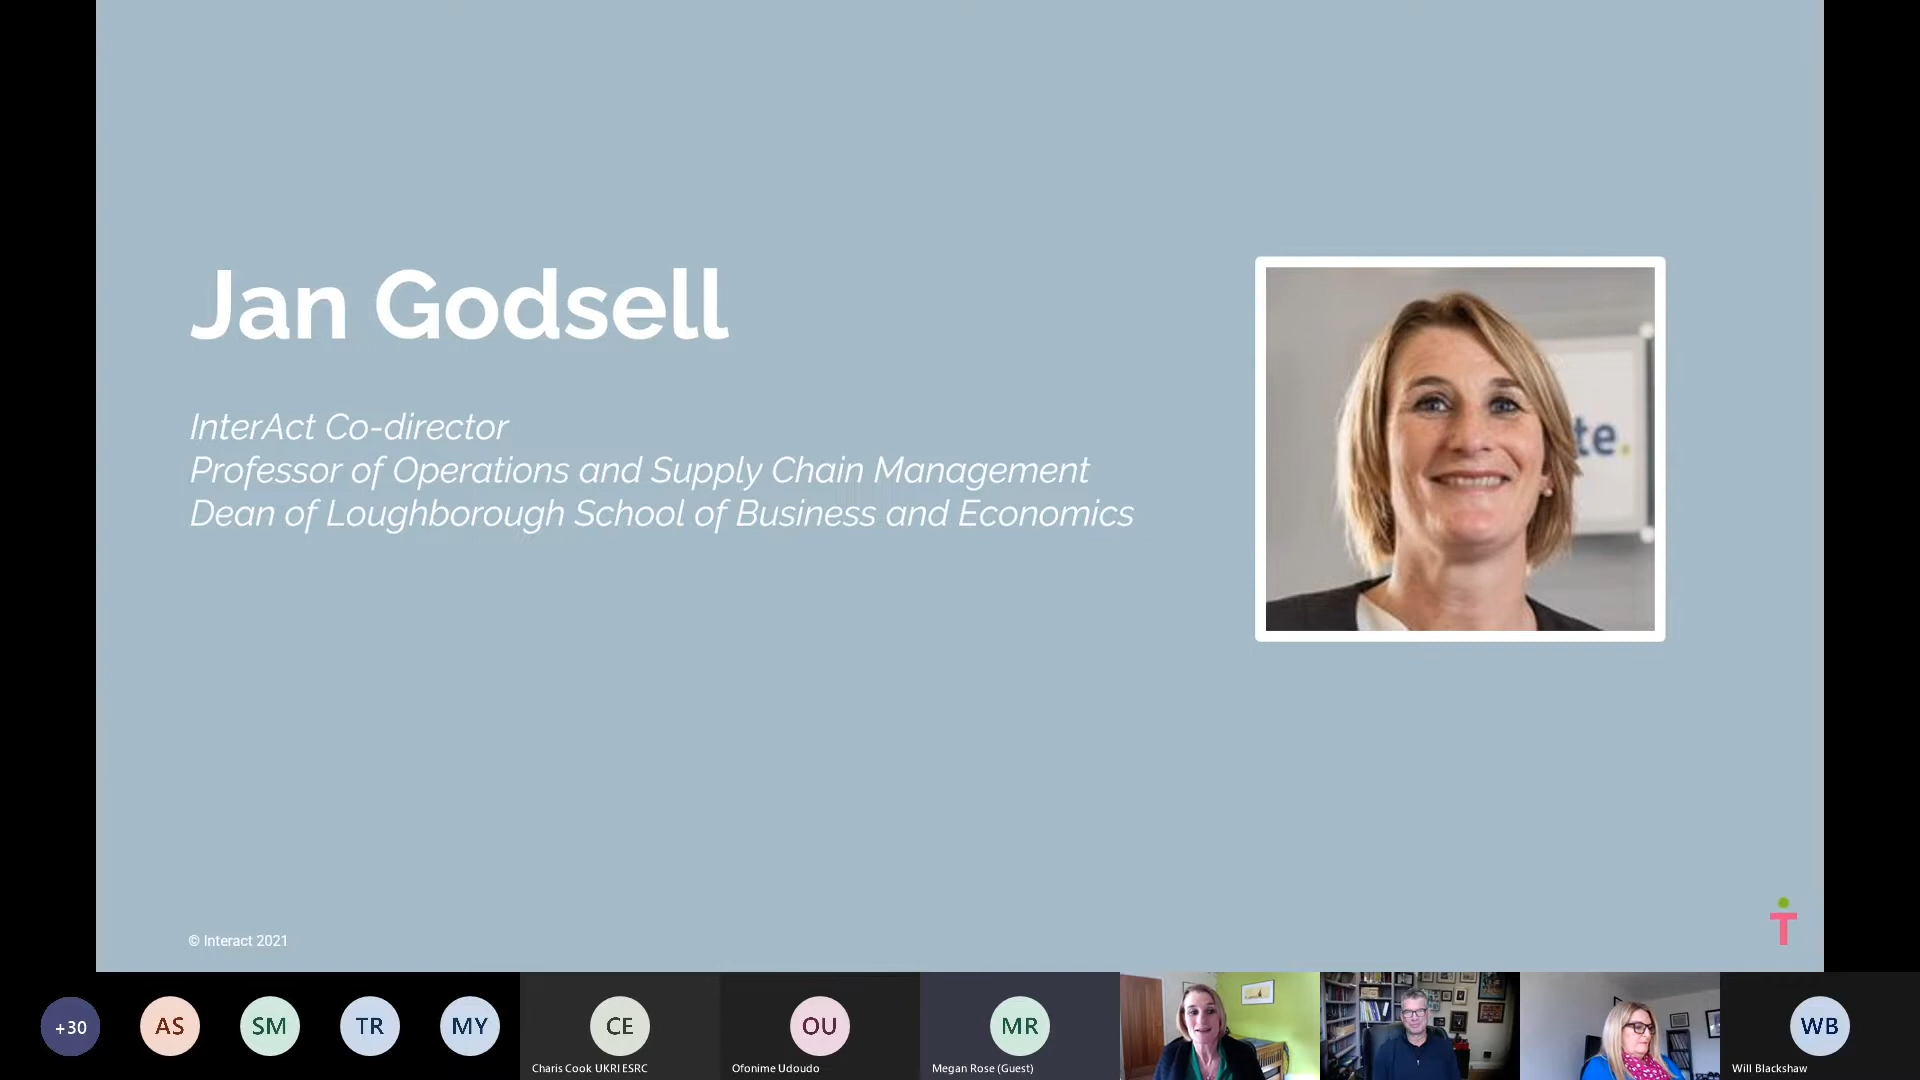 Jan Godsell
InterAct Co-director
Professor of Operations and Supply Chain Management
Dean of Loughborough School of Business and Economics
te.
© Interact 2021
+30
AS
SM
TR
MY
CE
Charis Cook UKRI ESRC
OU
Ofonime Udoudo
MR
Megan Rose (Guest)
WB
Will Blackshaw